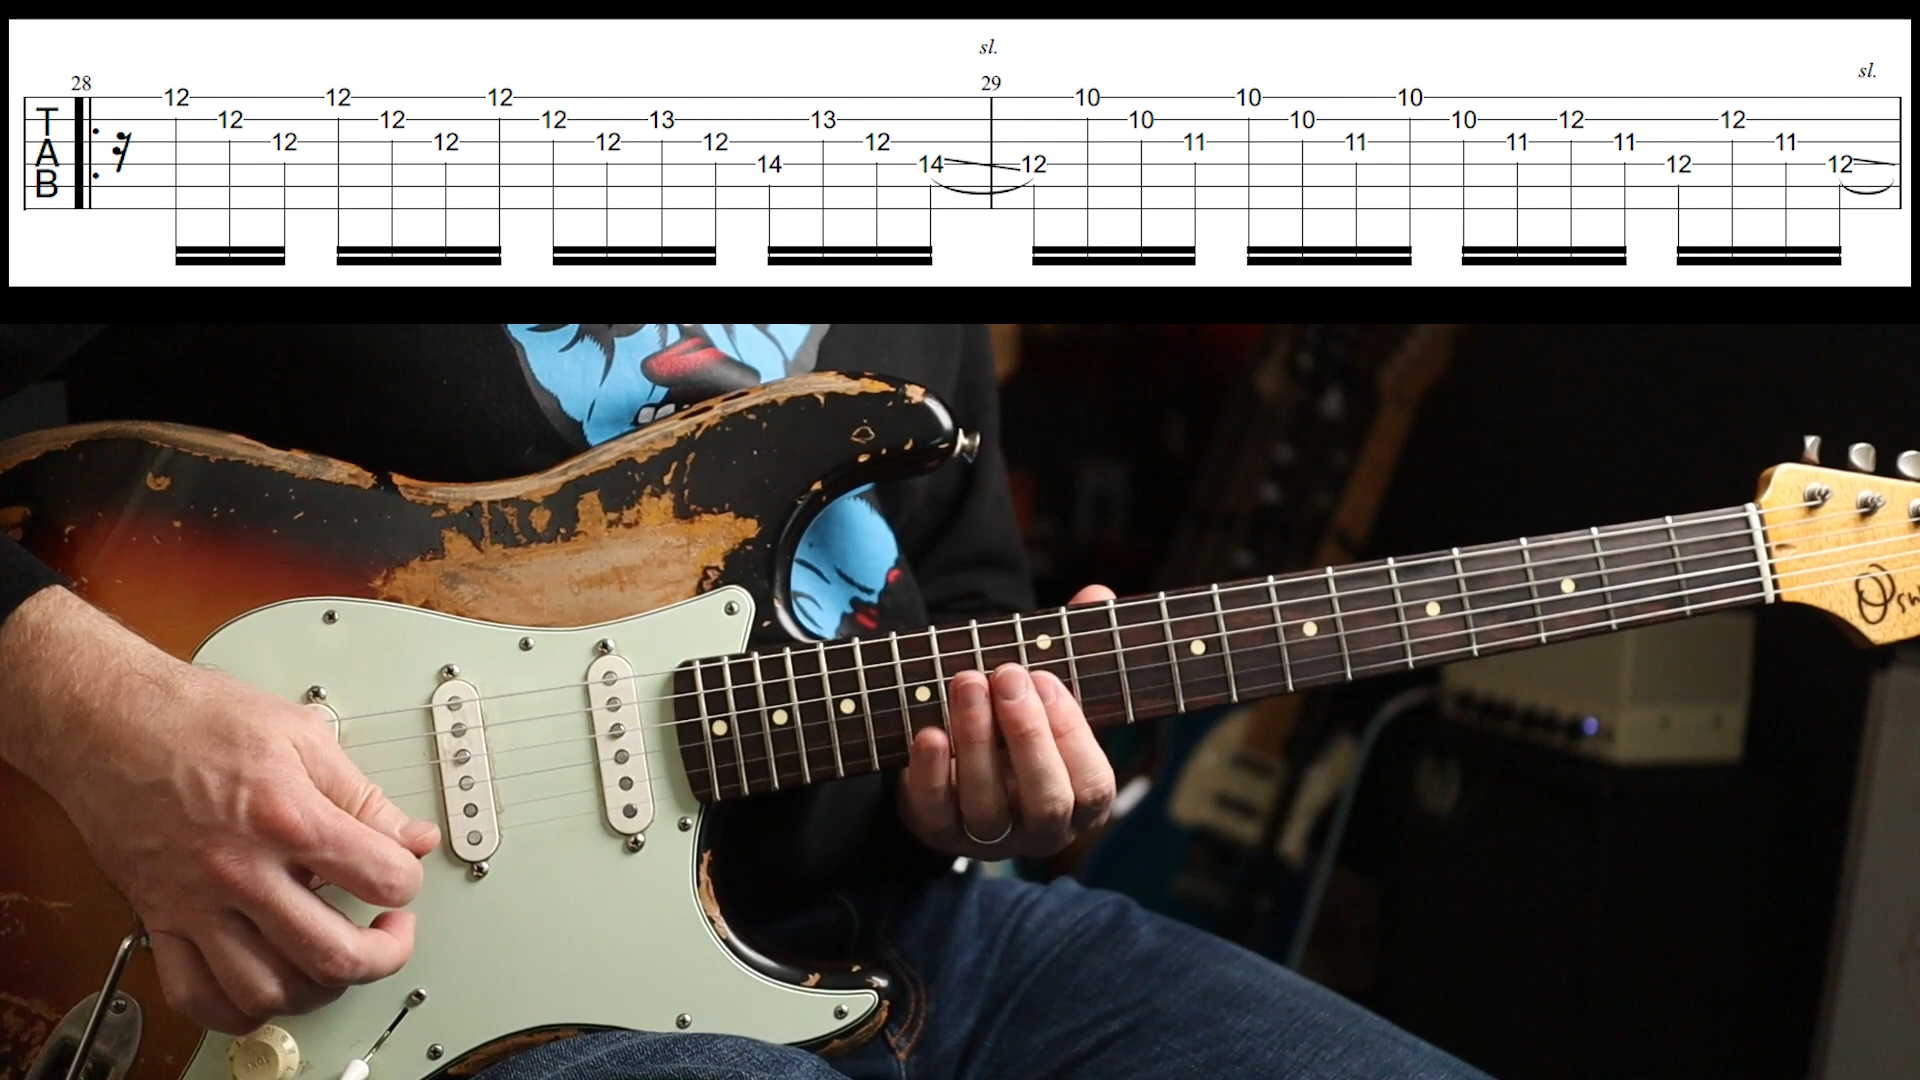 sl.
28 29 sl.
12 12 12 10 10 10
T 12 12 12 13 13 10 10 10 12 12
A 12 12 12 12 12 11 11 11 11 11
14 14 12 12 12
B
TONE